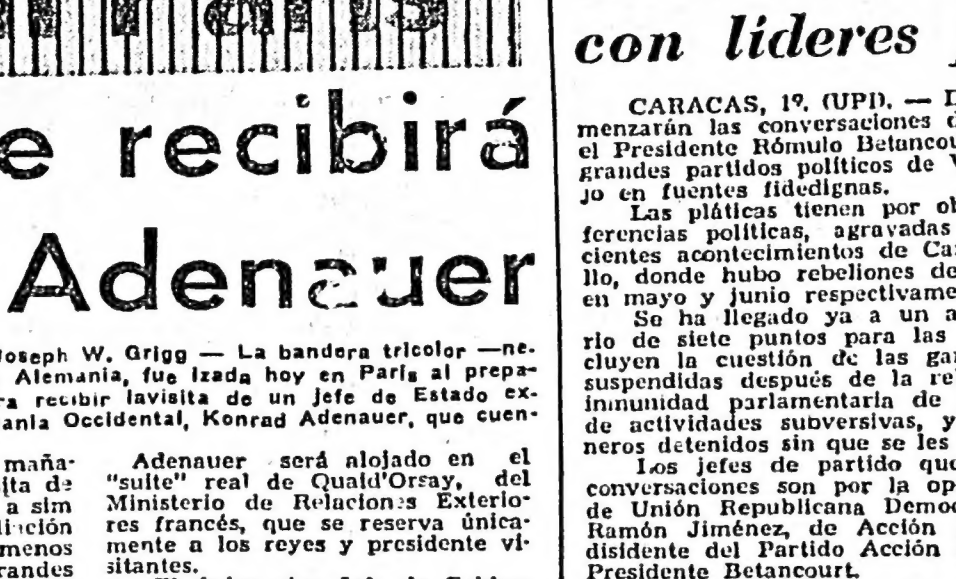 e recibirá
Adenauer
Joseph W. Grigg — La bandera tricolor —ne-
Alemania, fue izada hoy en París al prepa-
ra recibir lavisita de un Jefe de Estado ex-
ania Occidental, Konrad Adenauer, que cuen-
maña-
ita de
a sim
menos
randes
Adenauer será alojado en el
"suite" real de Quaid'Orsay, del
Ministerio de Relaciones Exterio-
res francés, que se reserva única-
mente a los reyes y presidente vi-
sitantes.
con líderes
CARACAS, 1º. (UPI). — D
menzarán las conversaciones d
el Presidente Rómulo Betancou
grandes partidos políticos de V
jo en fuentes fidedignas.
Las pláticas tienen por ob
ferencias políticas, agravadas
cientes acontecimientos de Ca
llo, donde hubo rebeliones de
en mayo y junio respectivame
Se ha llegado ya a un a
rio de siete puntos para las
cluyen la cuestión de las ga
suspendidas después de la re
inmunidad parlamentaria de
de actividades subversivas, y
neros detenidos sin que se les
Los jefes de partido que
conversaciones son por la op
de Unión Republicana Democ
Ramón Jiménez, de Acción
disidente del Partido Acción
Presidente Betancourt.